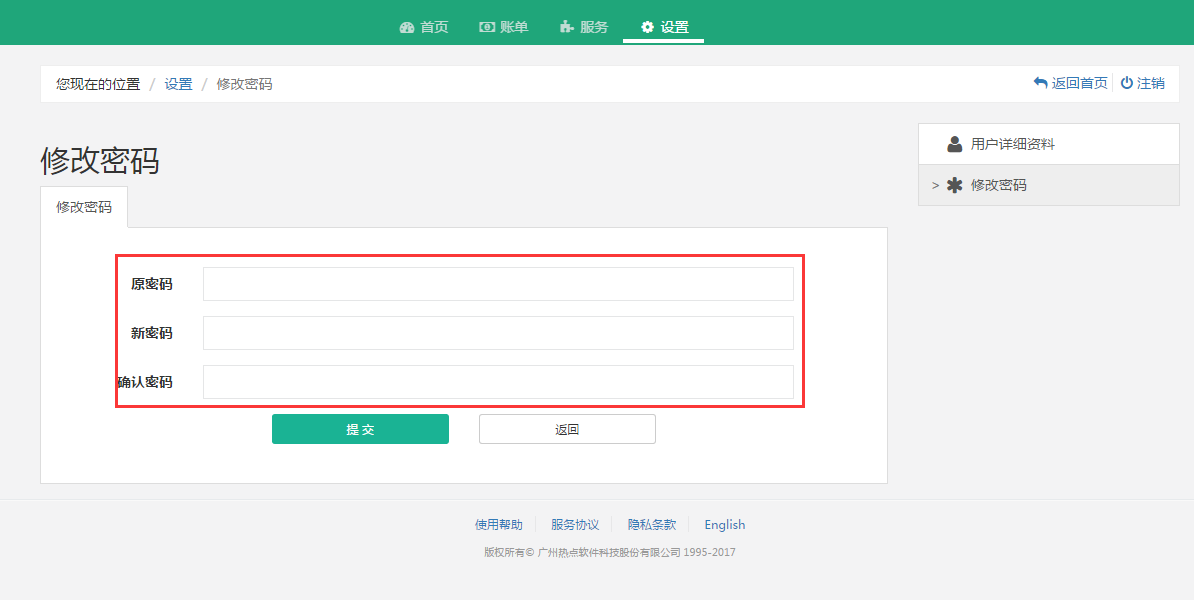 首页 账单 服务 设置
您现在的位置 / 设置 / 修改密码 返回首页 注销
修改密码
修改密码
原密码
新密码
确认密码
提 交 返回
用户详细资料
> 修改密码
使用帮助 服务协议 隐私条款 English
版权所有© 广州热点软件科技股份有限公司 1995-2017